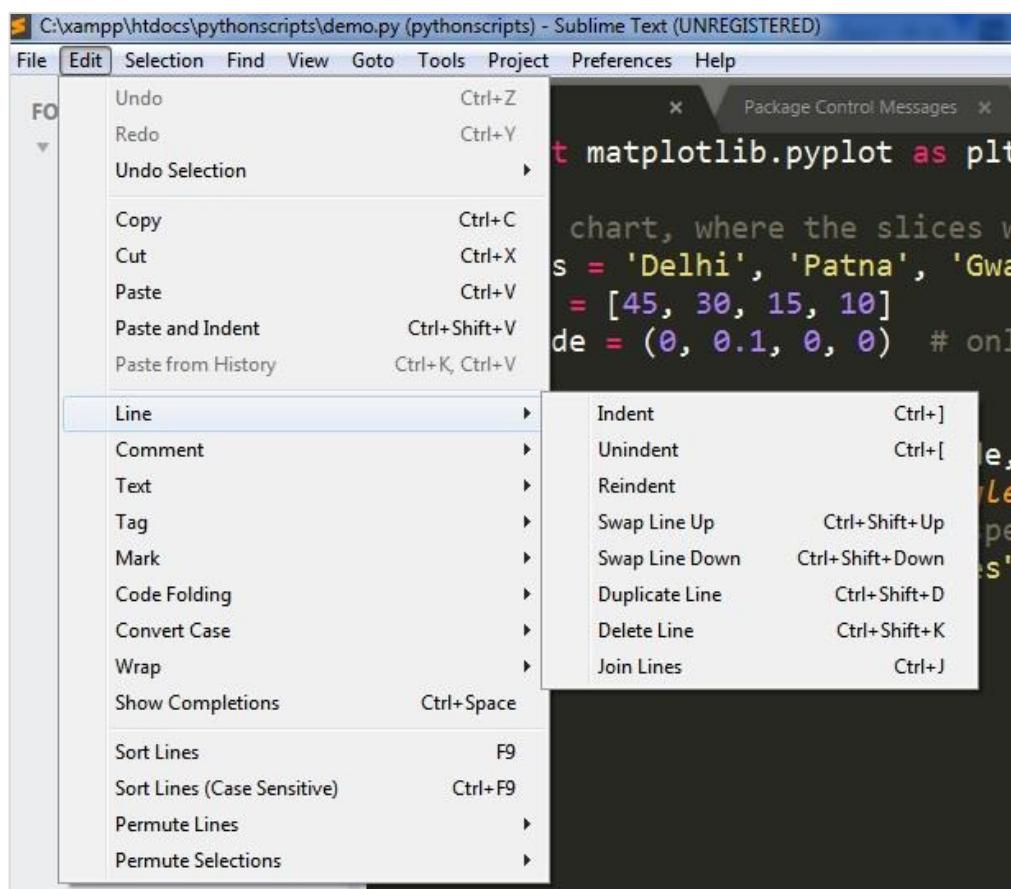 C:\xampp\htdocs\pythonscripts\demo.py (pythonscripts) - Sublime Text (UNREGISTERED)
File Edit Selection Find View Goto Tools Project Preferences Help
FO
Undo Ctrl+Z
Redo Ctrl+Y
Undo Selection
Copy Ctrl+C
Cut Ctrl+X
Paste Ctrl+V
Paste and Indent Ctrl+Shift+V
Paste from History Ctrl+K, Ctrl+V
Line
Comment
Text
Tag
Mark
Code Folding
Convert Case
Wrap
Show Completions Ctrl+Space
Sort Lines F9
Sort Lines (Case Sensitive) Ctrl+F9
Permute Lines
Permute Selections
Indent Ctrl+]
Unindent Ctrl+[
Reindent
Swap Line Up Ctrl+Shift+Up
Swap Line Down Ctrl+Shift+Down
Duplicate Line Ctrl+Shift+D
Delete Line Ctrl+Shift+K
Join Lines Ctrl+J
Package Control Messages
t matplotlib.pyplot as plt
chart, where the slices w
s = 'Delhi', 'Patna', 'Gwa
= [45, 30, 15, 10]
de = (0, 0.1, 0, 0) # onl
e,
gle
pe
s'